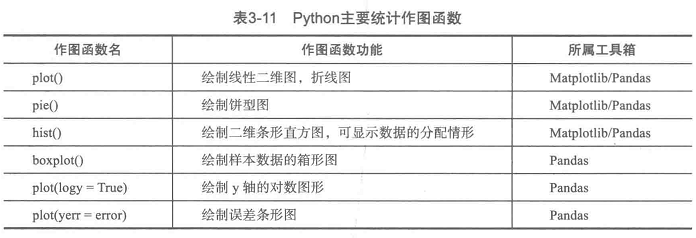 表3-11 Python主要统计作图函数
作图函数名 作图函数功能 所属工具箱
plot() 绘制线性二维图，折线图 Matplotlib/Pandas
pie() 绘制饼型图 Matplotlib/Pandas
hist() 绘制二维条形直方图，可显示数据的分配情形 Matplotlib/Pandas
boxplot() 绘制样本数据的箱形图 Pandas
plot(logy = True) 绘制 y 轴的对数图形 Pandas
plot(yerr = error) 绘制误差条形图 Pandas